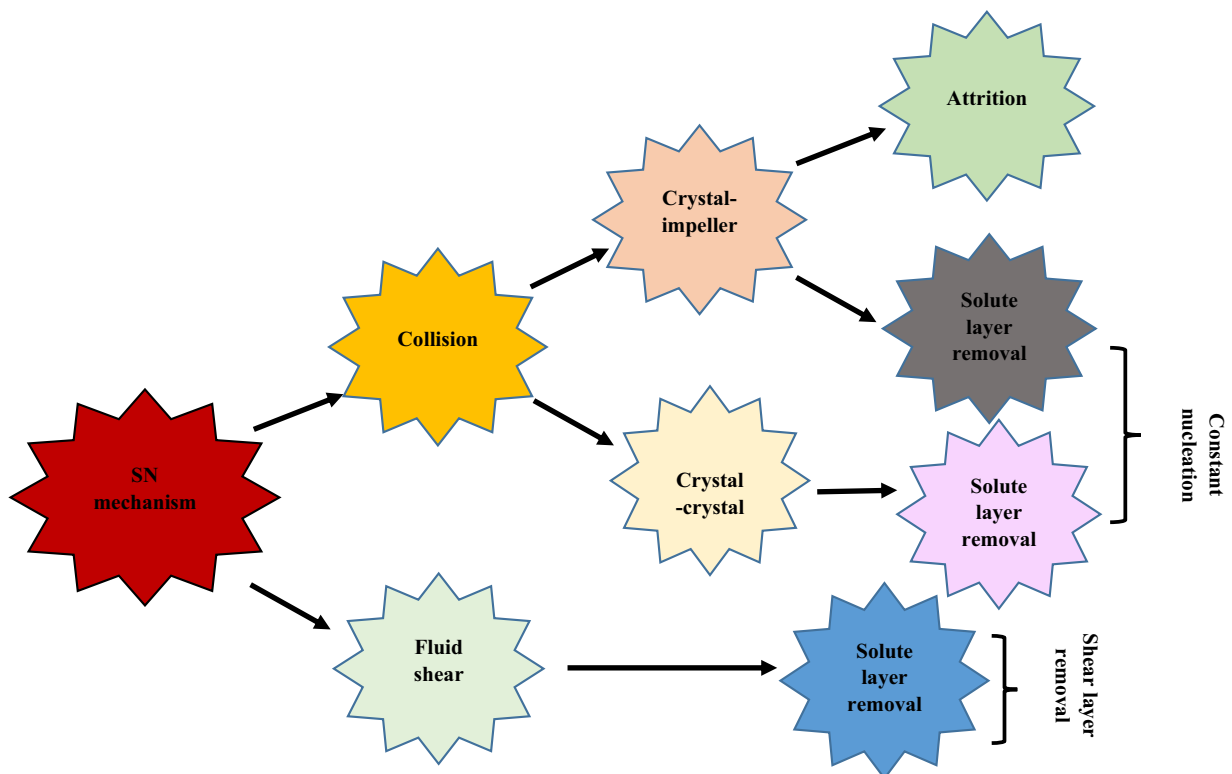 Attrition
Crystal-
impeller
Solute
layer
removal
Collision
Constant
nucleation
SN
mechanism
Crystal
-crystal
Solute
layer
removal
Fluid
shear
Solute
layer
removal
Shear layer
removal